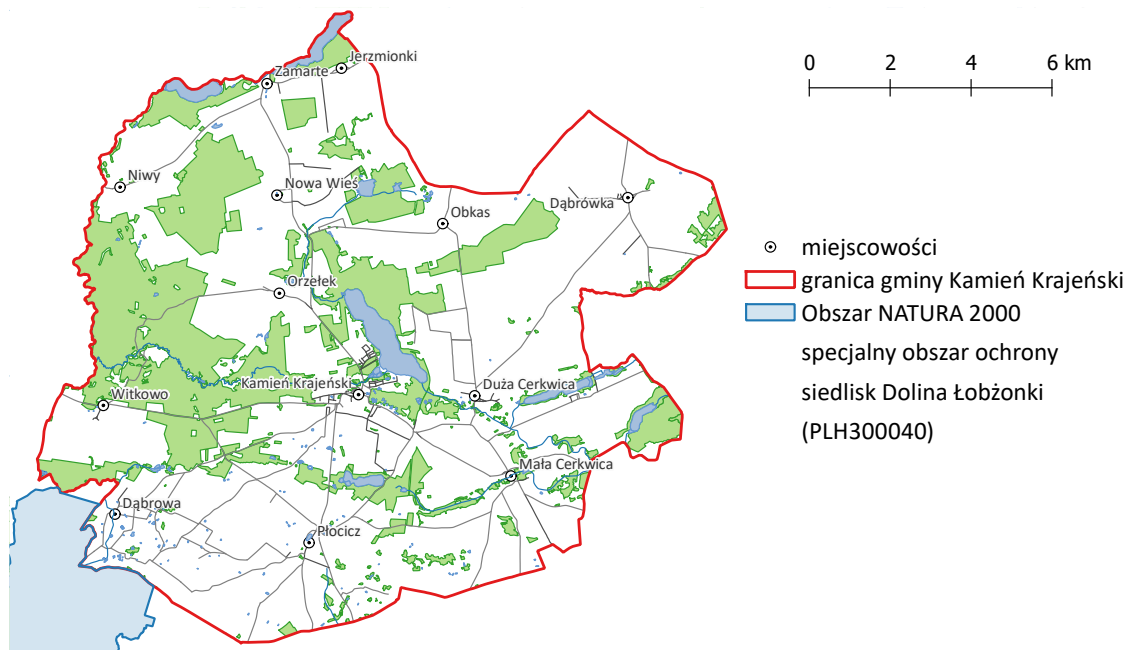 Jerzmionki
Zamarte
0 2 4 6 km
Niwy
Nowa Wieś
Dąbrówka
Obkas
miejscowości
Orzełek
granica gminy Kamień Krajeński
Obszar NATURA 2000
specjalny obszar ochrony
siedlisk Dolina Łobżonki
(PLH300040)
Kamień Krajeński
Duża Cerkwica
Witkowo
Mała Cerkwica
Dąbrowa
Płocicz